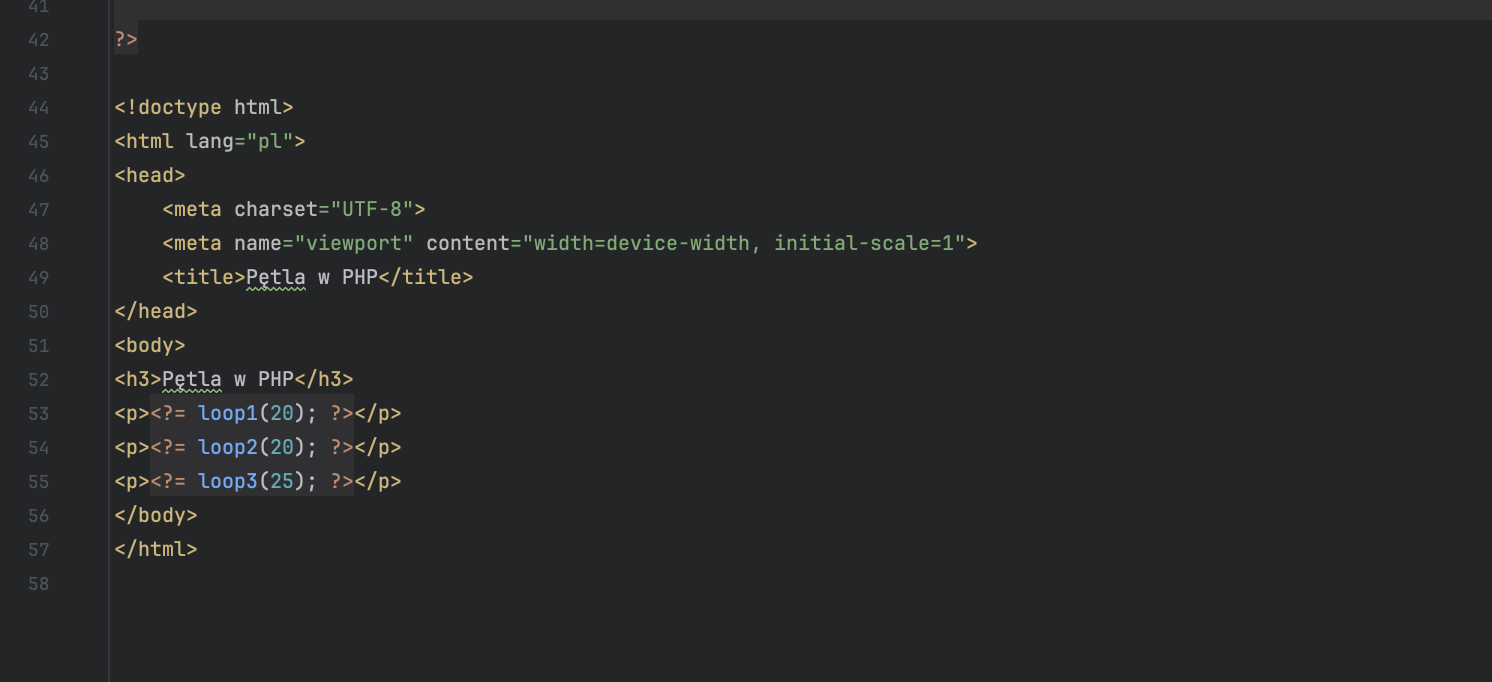 41
42 ?>
43
44 <!doctype html>
45 <html lang="pl">
46 <head>
47     <meta charset="UTF-8">
48     <meta name="viewport" content="width=device-width, initial-scale=1">
49     <title>Pętla w PHP</title>
50 </head>
51 <body>
52 <h3>Pętla w PHP</h3>
53 <p><?= loop1(20); ?></p>
54 <p><?= loop2(20); ?></p>
55 <p><?= loop3(25); ?></p>
56 </body>
57 </html>
58